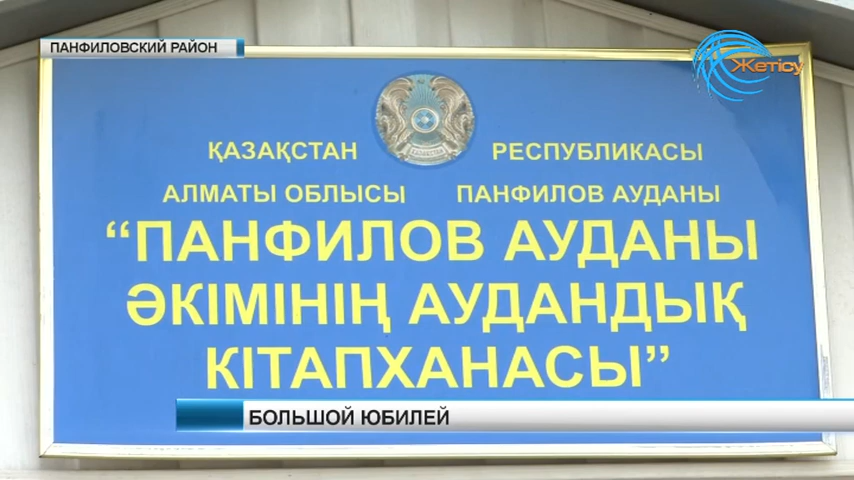 ПАНФИЛОВСКИЙ РАЙОН
Жетісу
ҚАЗАҚСТАН РЕСПУБЛИКАСЫ
АЛМАТЫ ОБЛЫСЫ ПАНФИЛОВ АУДАНЫ
“ПАНФИЛОВ АУДАНЫ
ӘКІМІНІҢ АУДАНДЫҚ
КІТАПХАНАСЫ”
БОЛЬШОЙ ЮБИЛЕЙ